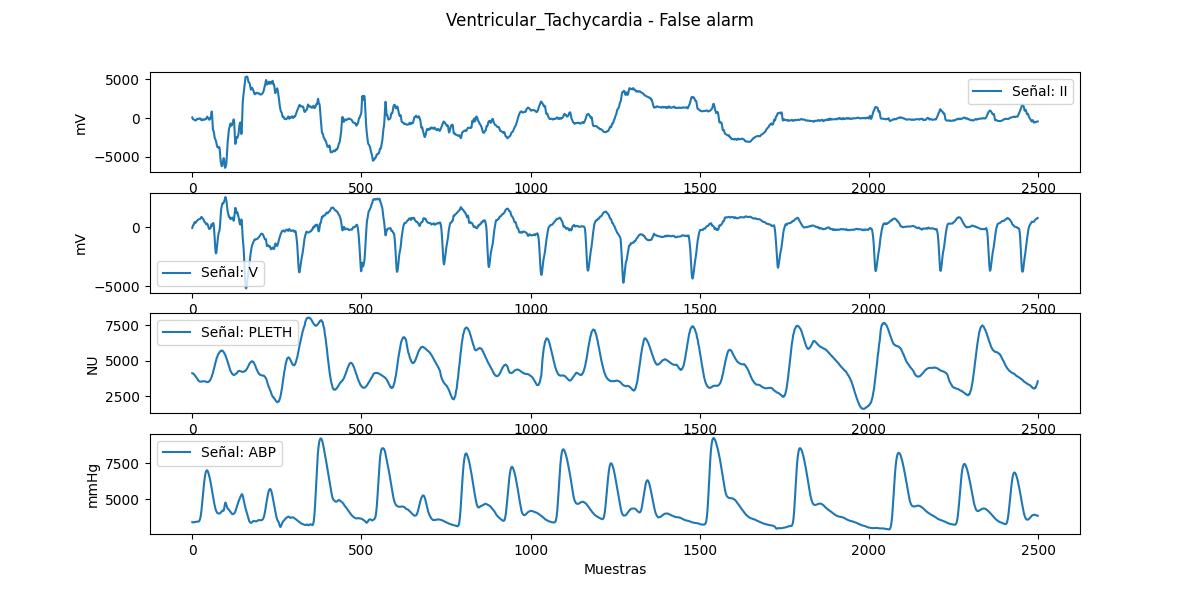 Ventricular_Tachycardia - False alarm
5000
0
−5000
mV
Señal: II
0 500 1000 1500 2000 2500
0
−5000
mV
Señal: V
0 500 1000 1500 2000 2500
7500
5000
2500
NU
Señal: PLETH
0 500 1000 1500 2000 2500
7500
5000
mmHg
Señal: ABP
0 500 1000 1500 2000 2500
Muestras